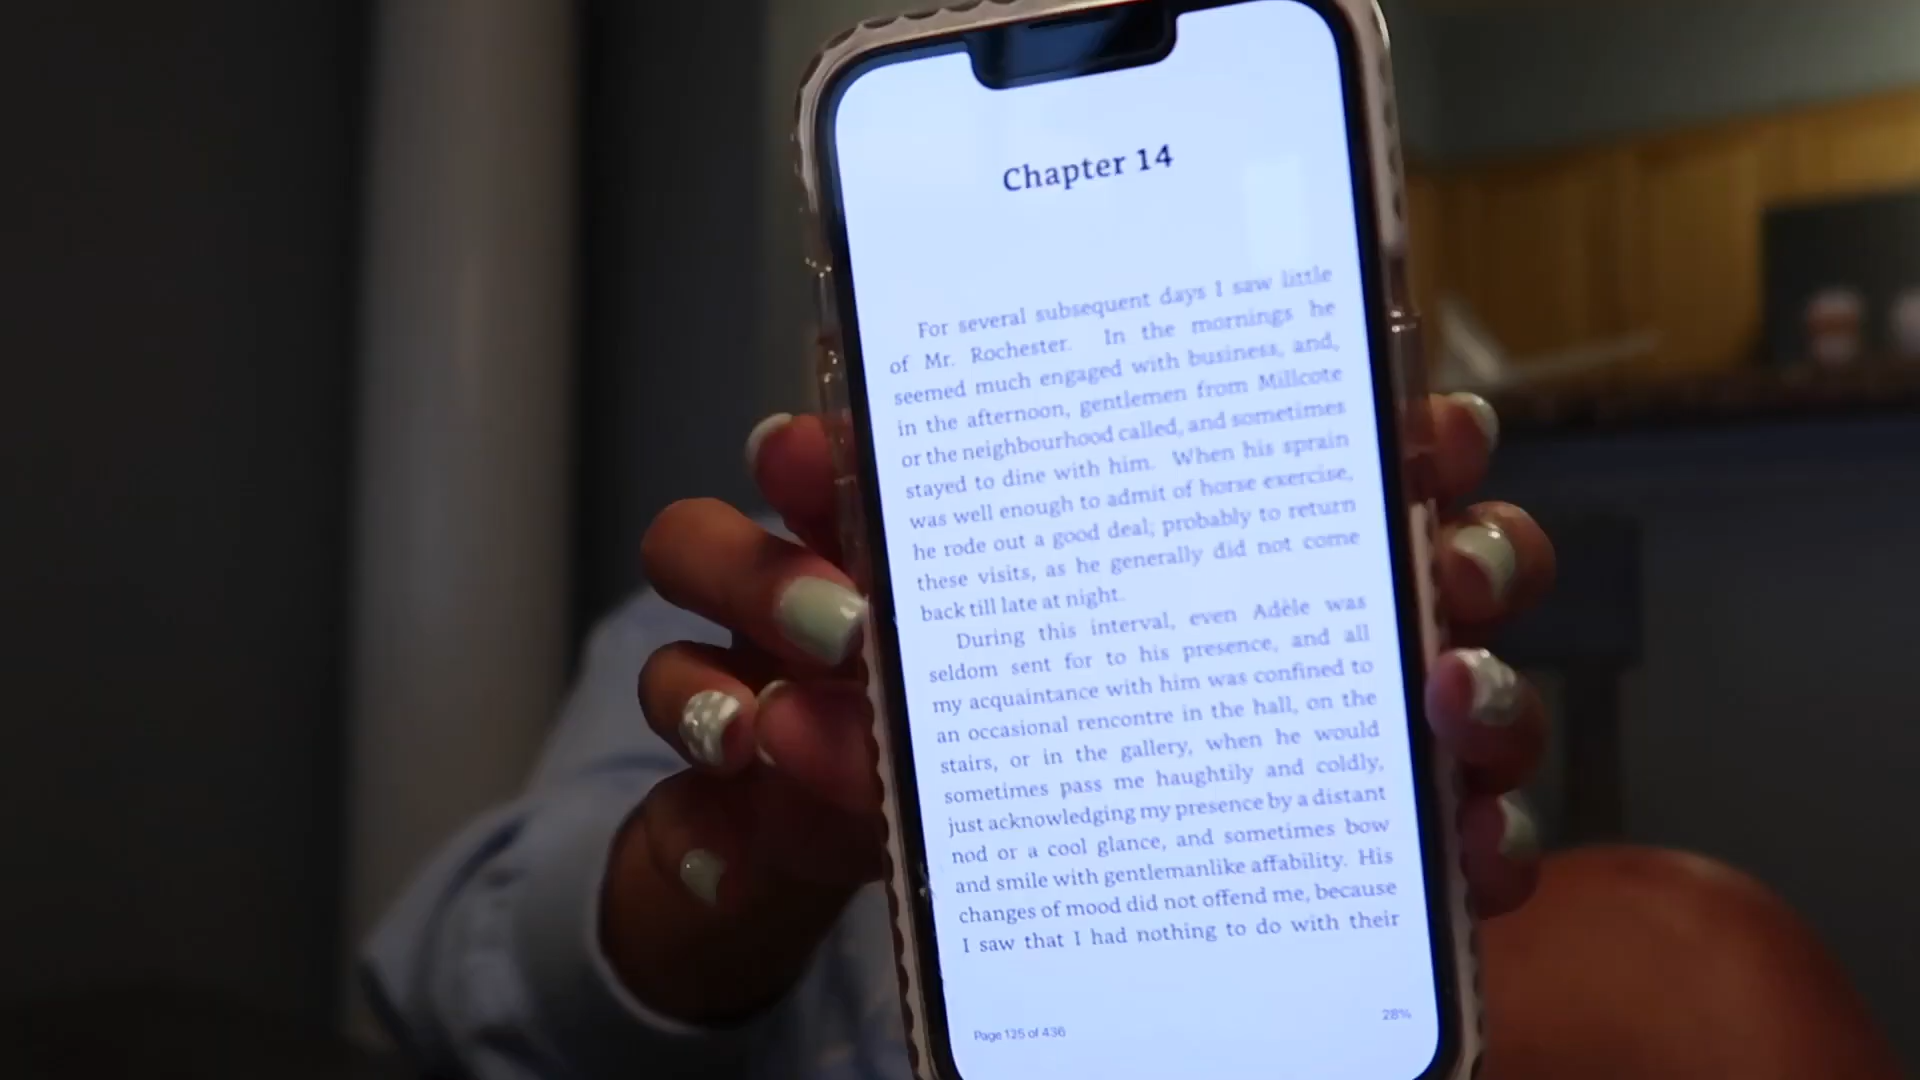 Chapter 14
For several subsequent days I saw little
of Mr. Rochester. In the mornings he
seemed much engaged with business, and,
in the afternoon, gentlemen from Millcote
or the neighbourhood called, and sometimes
stayed to dine with him. When his sprain
was well enough to admit of horse exercise,
he rode out a good deal; probably to return
these visits, as he generally did not come
back till late at night.
During this interval, even Adèle was
seldom sent for to his presence, and all
my acquaintance with him was confined to
an occasional rencontre in the hall, on the
stairs, or in the gallery, when he would
sometimes pass me haughtily and coldly,
just acknowledging my presence by a distant
nod or a cool glance, and sometimes bow
and smile with gentlemanlike affability. His
changes of mood did not offend me, because
I saw that I had nothing to do with their
Page 125 of 436
28%